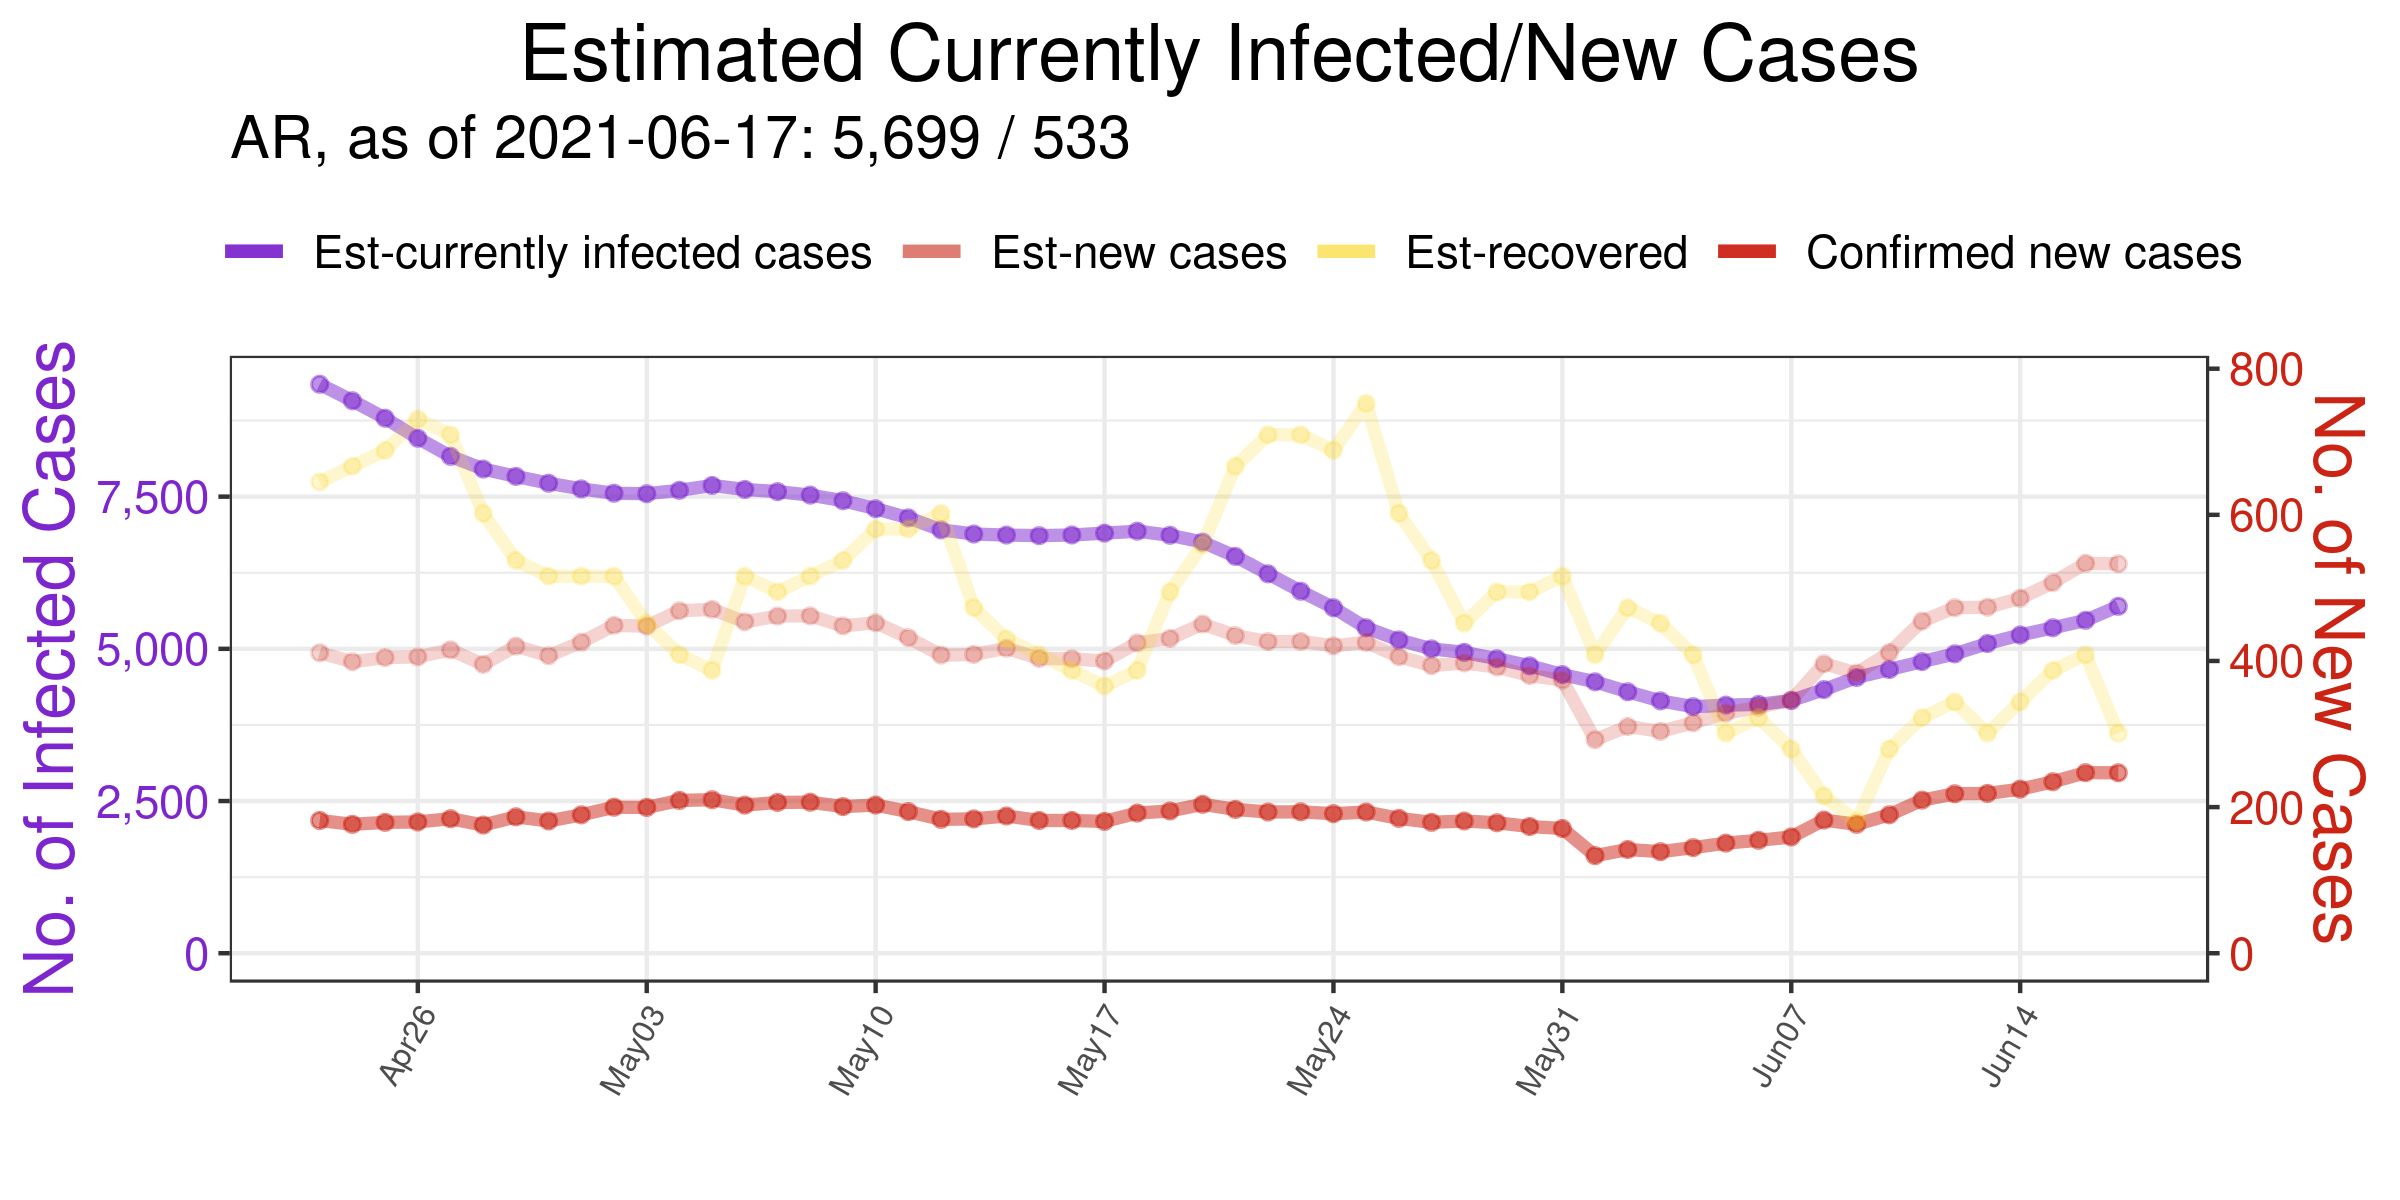 Estimated Currently Infected/New Cases
AR, as of 2021-06-17: 5,699 / 533
Est-currently infected cases
Est-new cases
Est-recovered
Confirmed new cases
No. of Infected Cases
7,500
5,000
2,500
0
800
600
400
200
0
No. of New Cases
Apr26
May03
May10
May17
May24
May31
Jun07
Jun14